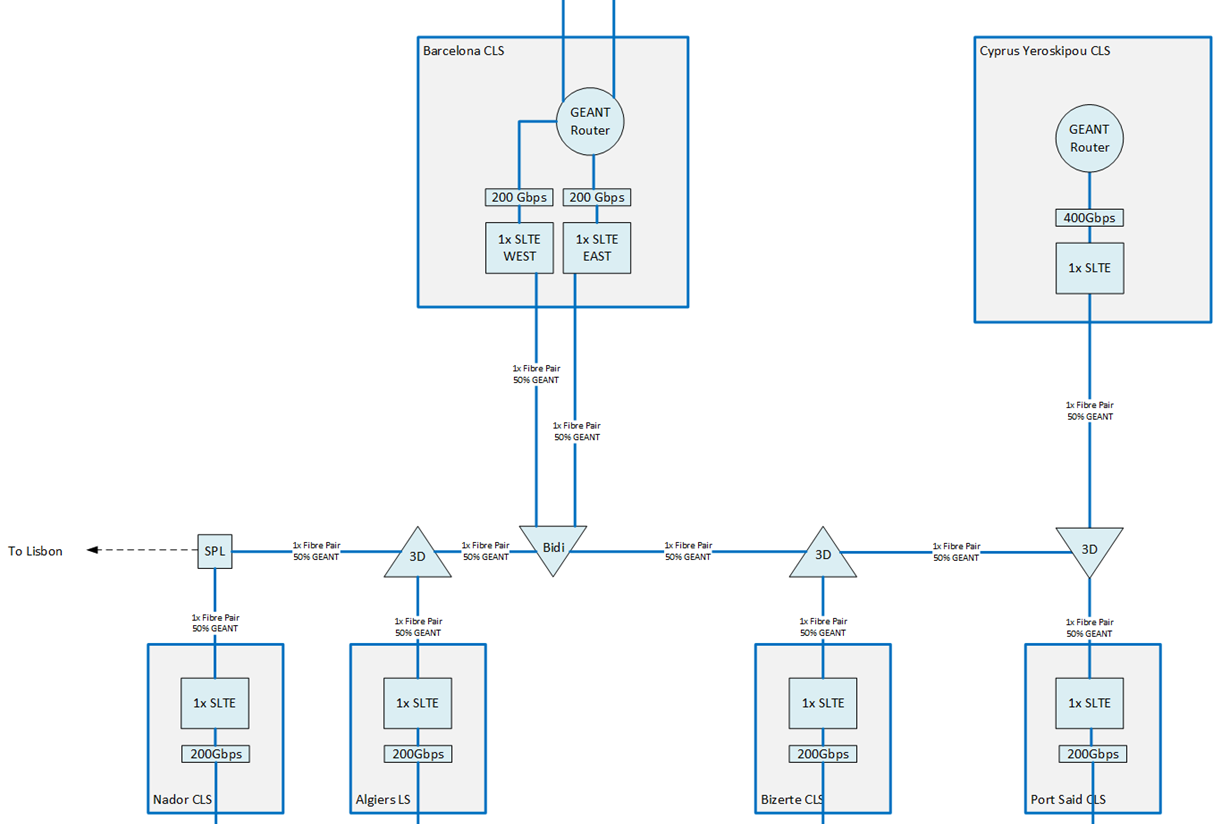 Barcelona CLS
GEANT
Router
200 Gbps
200 Gbps
1x SLTE
WEST
1x SLTE
EAST
Cyprus Yeroskipou CLS
GEANT
Router
400Gbps
1x SLTE
1x Fibre Pair
50% GEANT
1x Fibre Pair
50% GEANT
1x Fibre Pair
50% GEANT
To Lisbon
SPL
1x Fibre Pair
50% GEANT
3D
1x Fibre Pair
50% GEANT
Bidi
1x Fibre Pair
50% GEANT
3D
1x Fibre Pair
50% GEANT
3D
1x Fibre Pair
50% GEANT
1x Fibre Pair
50% GEANT
1x Fibre Pair
50% GEANT
1x Fibre Pair
50% GEANT
1x SLTE
200Gbps
Nador CLS
1x SLTE
200Gbps
Algiers LS
1x SLTE
200Gbps
Bizerte CLS
1x SLTE
200Gbps
Port Said CLS